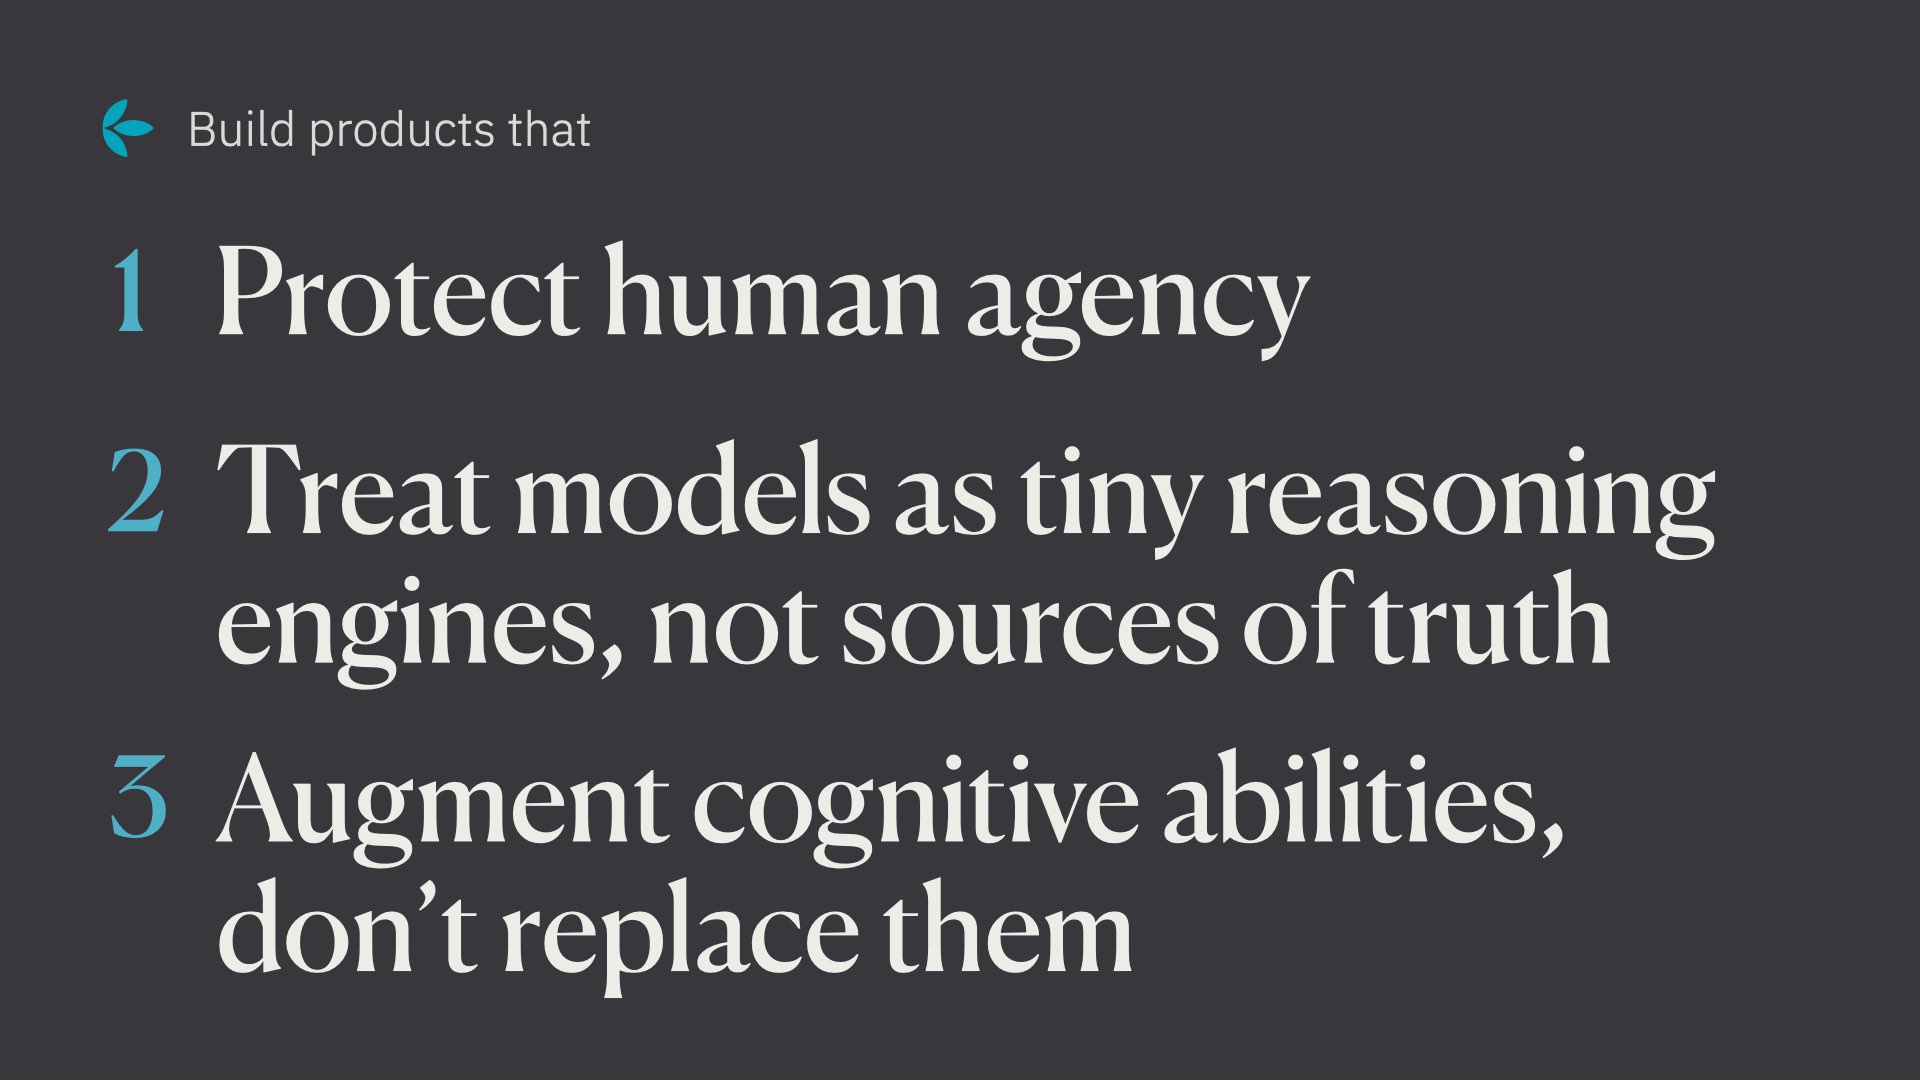 Build products that
1 Protect human agency
2 Treat models as tiny reasoning
engines, not sources of truth
3 Augment cognitive abilities,
don’t replace them